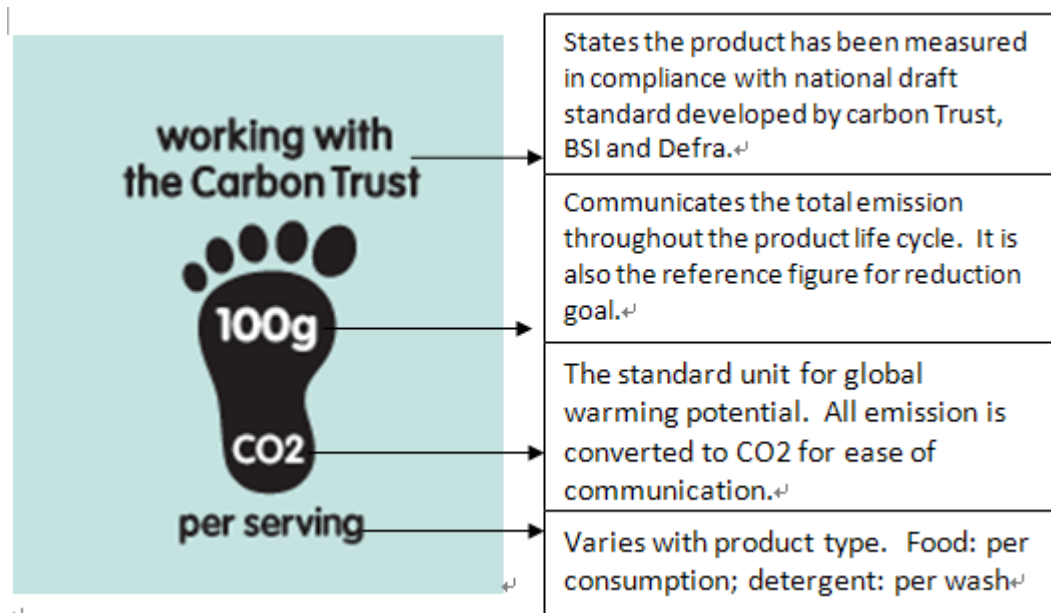 working with
the Carbon Trust
100g
CO2
per serving
States the product has been measured
in compliance with national draft
standard developed by carbon Trust,
BSI and Defra.
Communicates the total emission
throughout the product life cycle.  It is
also the reference figure for reduction
goal.
The standard unit for global
warming potential.  All emission is
converted to CO2 for ease of
communication.
Varies with product type.  Food: per
consumption; detergent: per wash